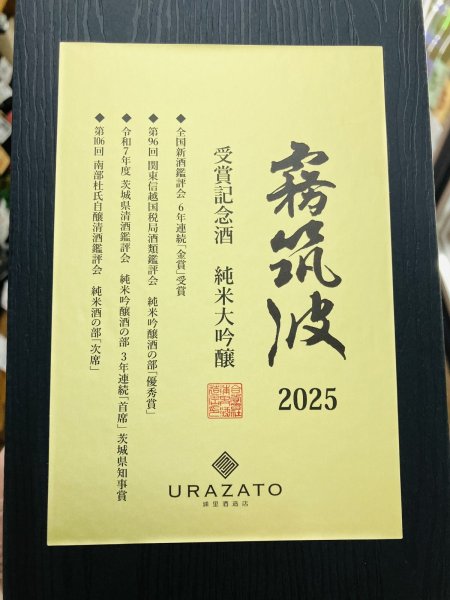 霧筑波
2025
受賞記念酒 純米大吟醸
◆ 全国新酒鑑評会 6年連続「金賞」受賞
◆ 第96回 関東信越国税局酒類鑑評会 純米吟醸酒の部「優秀賞」
◆ 令和7年度 茨城県清酒鑑評会 純米吟醸酒の部 3年連続「首席」茨城県知事賞
◆ 第106回 南部杜氏自醸清酒鑑評会 純米酒の部「次席」
URAZATO
浦里酒造店